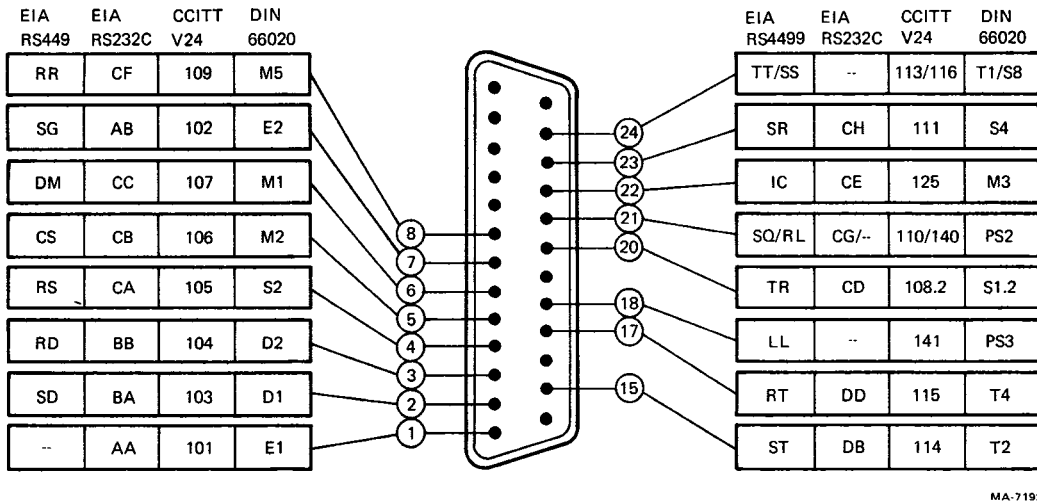 EIA EIA CCITT DIN
RS449 RS232C V24 66020
RR CF 109 M5
SG AB 102 E2
DM CC 107 M1
CS CB 106 M2
RS CA 105 S2
RD BB 104 D2
SD BA 103 D1
-- AA 101 E1
8
7
6
5
4
3
2
1
24
23
22
21
20
18
17
15
EIA EIA CCITT DIN
RS4499 RS232C V24 66020
TT/SS -- 113/116 T1/S8
SR CH 111 S4
IC CE 125 M3
SQ/RL CG/-- 110/140 PS2
TR CD 108.2 S1.2
LL -- 141 PS3
RT DD 115 T4
ST DB 114 T2